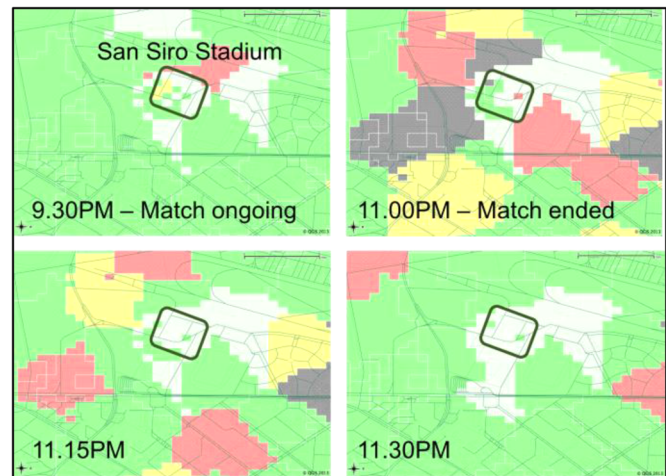 San Siro Stadium
9.30PM – Match ongoing
11.00PM – Match ended
11.15PM
11.30PM